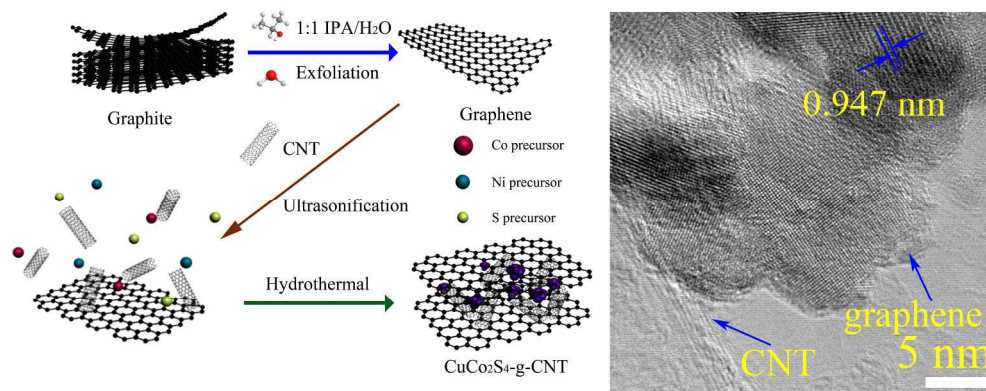 1:1 IPA/H2O
Exfoliation
Graphite
Graphene
CNT
Co precursor
Ni precursor
S precursor
Ultrasonification
Hydrothermal
CuCo2S4-g-CNT
0.947 nm
graphene
CNT
5 nm